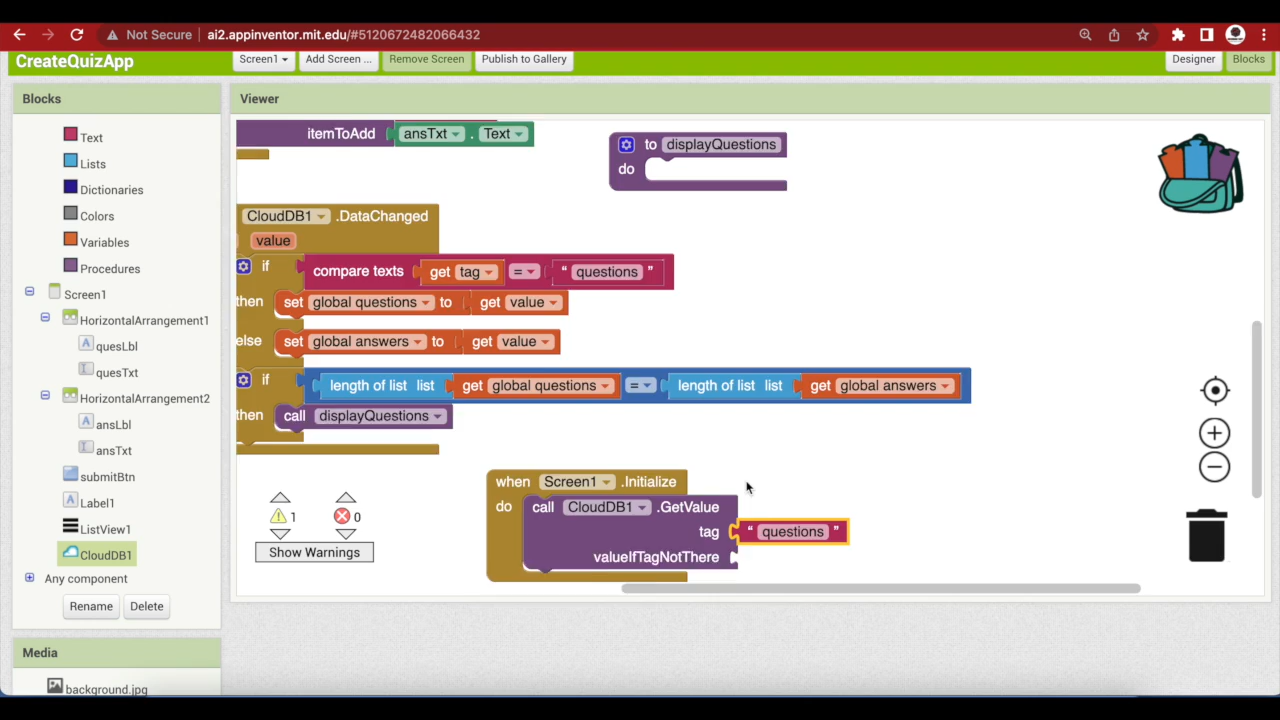 Not Secure | ai2.appinventor.mit.edu/#5120672482066432
CreateQuizApp Screen1 Add Screen ... Remove Screen Publish to Gallery Designer Blocks
Blocks
Text
Lists
Dictionaries
Colors
Variables
Procedures
Screen1
HorizontalArrangement1
quesLbl
quesTxt
HorizontalArrangement2
ansLbl
ansTxt
submitBtn
Label1
ListView1
CloudDB1
Any component
Rename Delete
Media
background.jpg
Viewer
itemToAdd ansTxt . Text
to displayQuestions
do
CloudDB1 .DataChanged
value
if compare texts get tag = “ questions ”
then set global questions to get value
else set global answers to get value
if length of list list get global questions = length of list list get global answers
then call displayQuestions
when Screen1 .Initialize
do call CloudDB1 .GetValue
tag “ questions ”
valueIfTagNotThere
1 0
Show Warnings